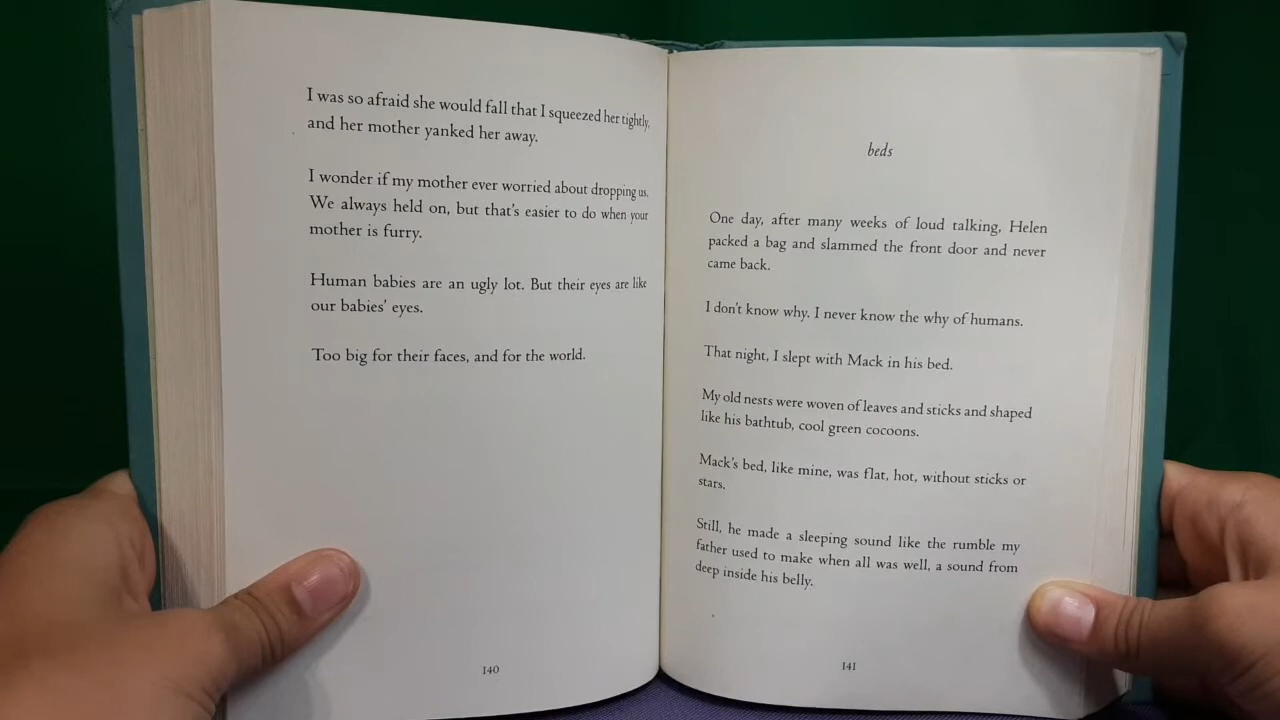 I was so afraid she would fall that I squeezed her tightly,
and her mother yanked her away.
I wonder if my mother ever worried about dropping us.
We always held on, but that's easier to do when your
mother is furry.
Human babies are an ugly lot. But their eyes are like
our babies' eyes.
Too big for their faces, and for the world.
140
beds
One day, after many weeks of loud talking, Helen
packed a bag and slammed the front door and never
came back.
I don't know why. I never know the why of humans.
That night, I slept with Mack in his bed.
My old nests were woven of leaves and sticks and shaped
like his bathtub, cool green cocoons.
Mack's bed, like mine, was flat, hot, without sticks or
stars.
Still, he made a sleeping sound like the rumble my
father used to make when all was well, a sound from
deep inside his belly.
141